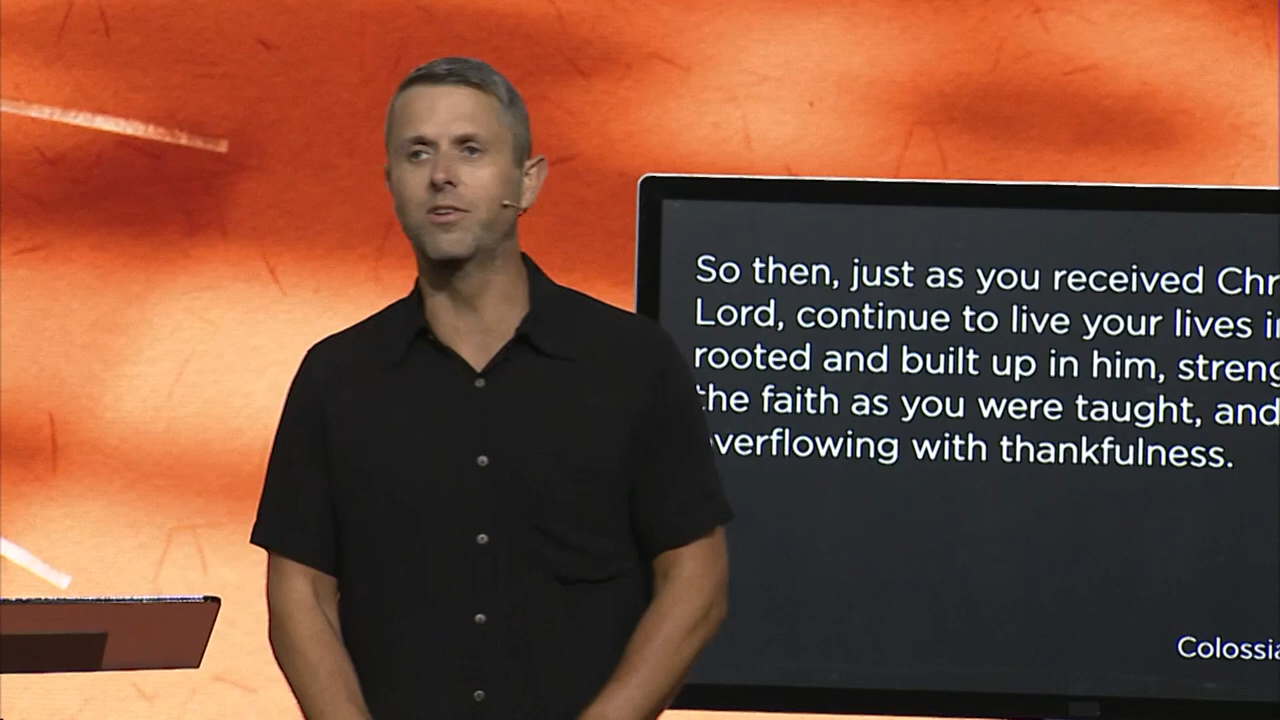 So then, just as you received Chr
Lord, continue to live your lives i
rooted and built up in him, streng
the faith as you were taught, and
overflowing with thankfulness.
Colossia